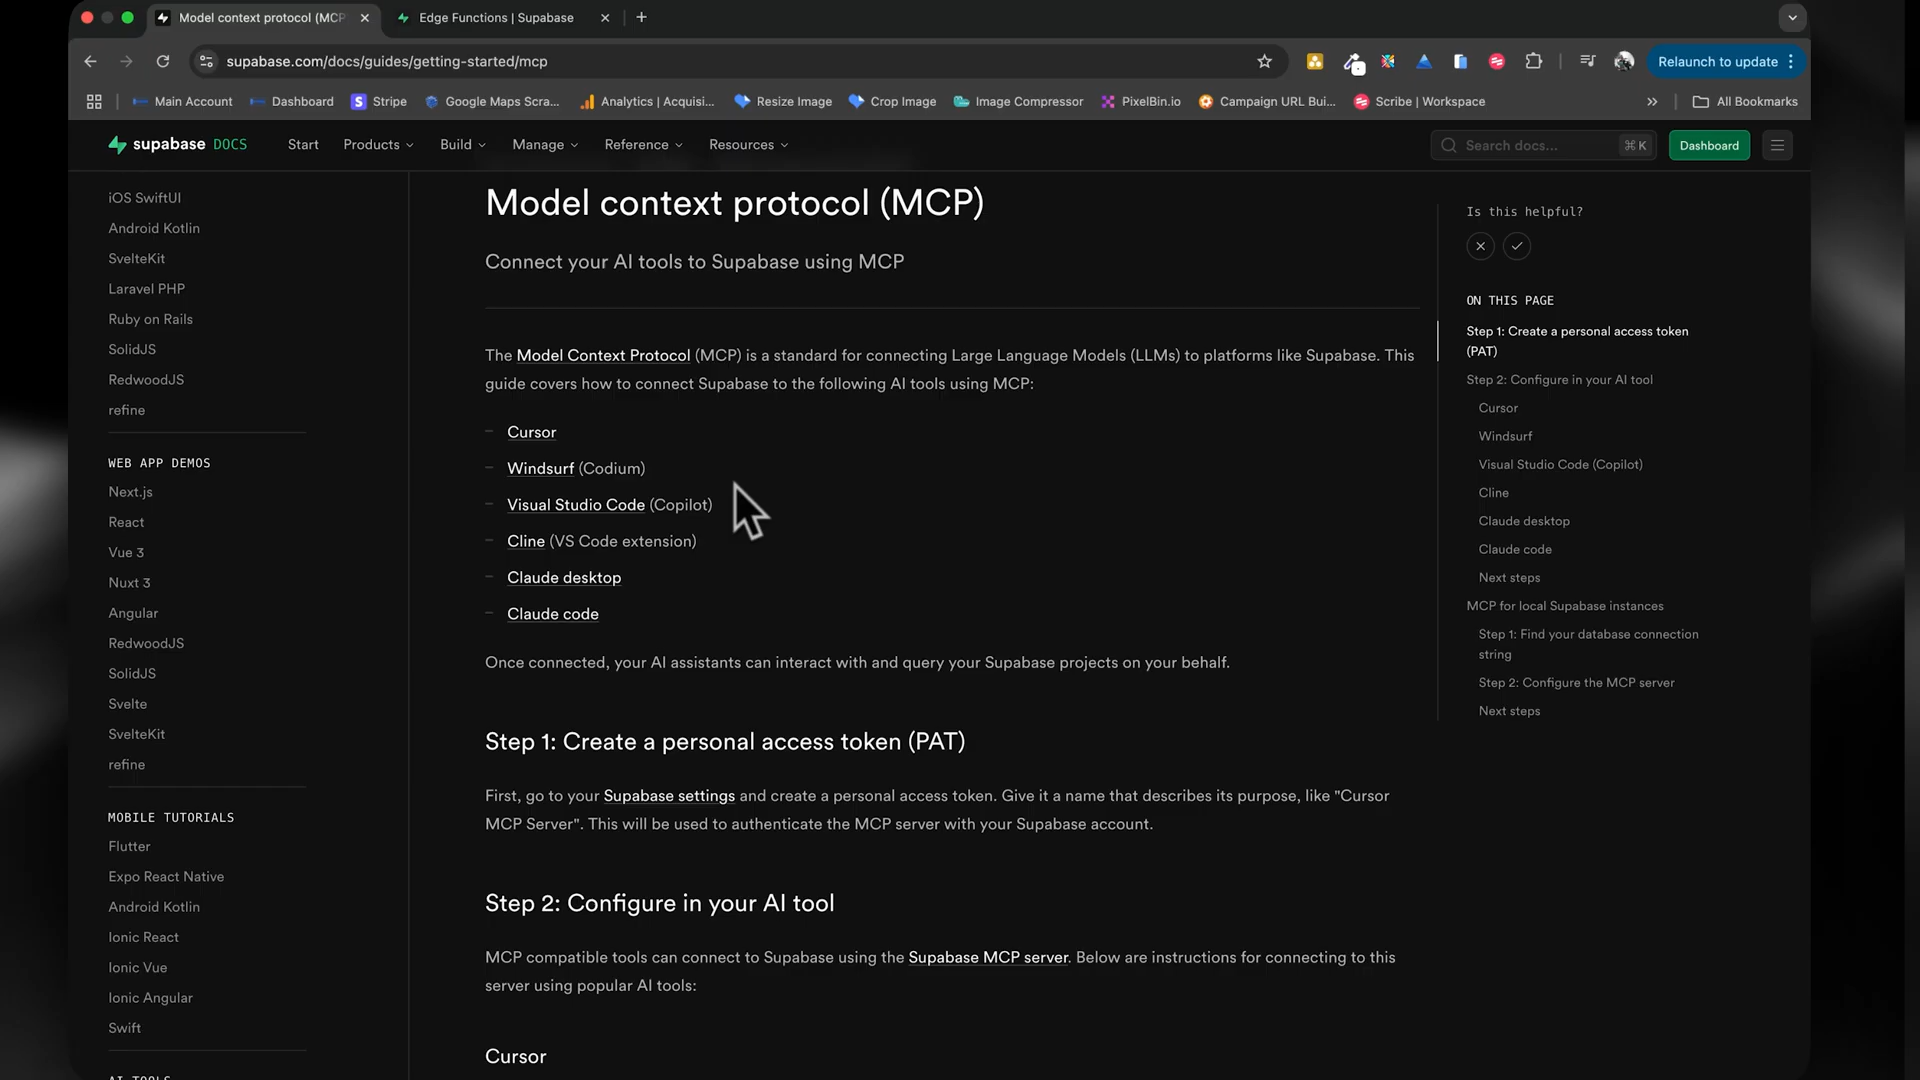 Model context protocol (MCP
Edge Functions | Supabase
supabase.com/docs/guides/getting-started/mcp
Relaunch to update
Main Account
Dashboard
Stripe
Google Maps Scra...
Analytics | Acquisi...
Resize Image
Crop Image
Image Compressor
PixelBin.io
Campaign URL Bui...
Scribe | Workspace
»
All Bookmarks
supabase DOCS
Start
Products
Build
Manage
Reference
Resources
Search docs...
⌘K
Dashboard
iOS SwiftUI
Android Kotlin
SvelteKit
Laravel PHP
Ruby on Rails
SolidJS
RedwoodJS
refine
WEB APP DEMOS
Next.js
React
Vue 3
Nuxt 3
Angular
RedwoodJS
SolidJS
Svelte
SvelteKit
refine
MOBILE TUTORIALS
Flutter
Expo React Native
Android Kotlin
Ionic React
Ionic Vue
Ionic Angular
Swift
AI TOOLS
Model context protocol (MCP)
Connect your AI tools to Supabase using MCP
The Model Context Protocol (MCP) is a standard for connecting Large Language Models (LLMs) to platforms like Supabase. This
guide covers how to connect Supabase to the following AI tools using MCP:
Cursor
Windsurf (Codium)
Visual Studio Code (Copilot)
Cline (VS Code extension)
Claude desktop
Claude code
Once connected, your AI assistants can interact with and query your Supabase projects on your behalf.
Step 1: Create a personal access token (PAT)
First, go to your Supabase settings and create a personal access token. Give it a name that describes its purpose, like "Cursor
MCP Server". This will be used to authenticate the MCP server with your Supabase account.
Step 2: Configure in your AI tool
MCP compatible tools can connect to Supabase using the Supabase MCP server. Below are instructions for connecting to this
server using popular AI tools:
Cursor
Is this helpful?
ON THIS PAGE
Step 1: Create a personal access token
(PAT)
Step 2: Configure in your AI tool
Cursor
Windsurf
Visual Studio Code (Copilot)
Cline
Claude desktop
Claude code
Next steps
MCP for local Supabase instances
Step 1: Find your database connection
string
Step 2: Configure the MCP server
Next steps